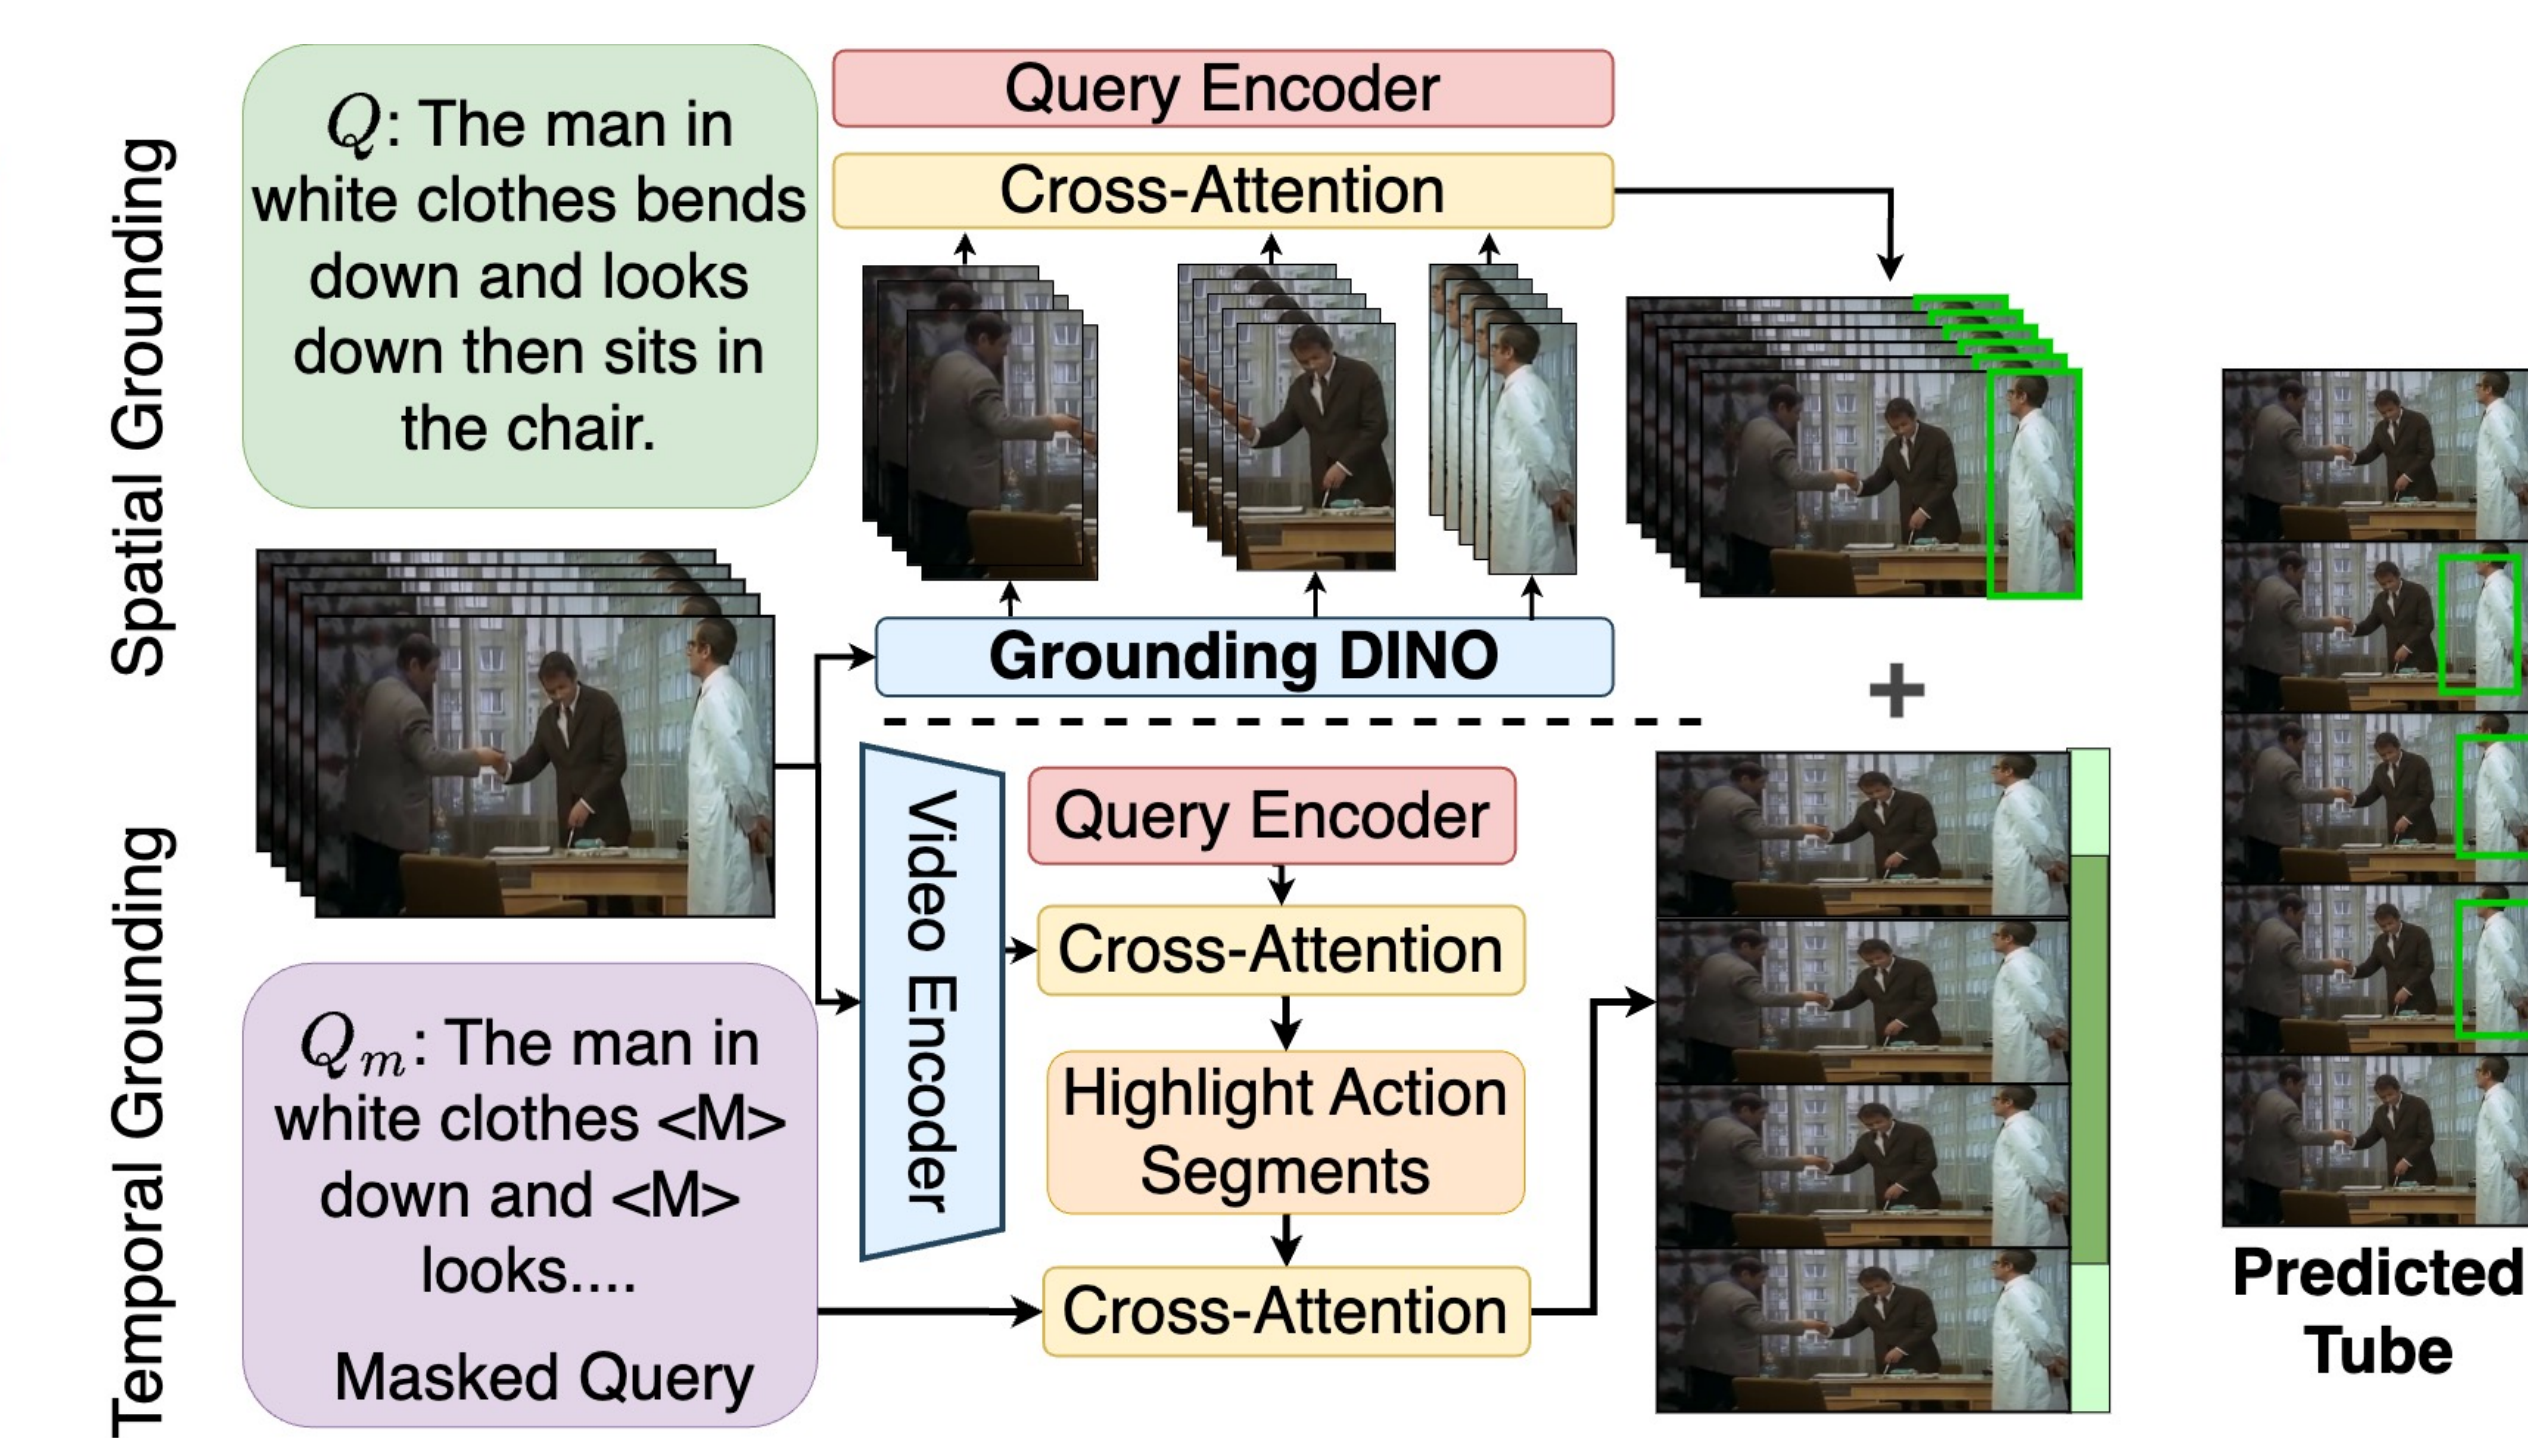 Spatial Grounding
Q: The man in
white clothes bends
down and looks
down then sits in
the chair.
Query Encoder
Cross-Attention
Grounding DINO
Temporal Grounding
Qm: The man in
white clothes <M>
down and <M>
looks....
Masked Query
Video Encoder
Query Encoder
Cross-Attention
Highlight Action
Segments
Cross-Attention
+
Predicted
Tube